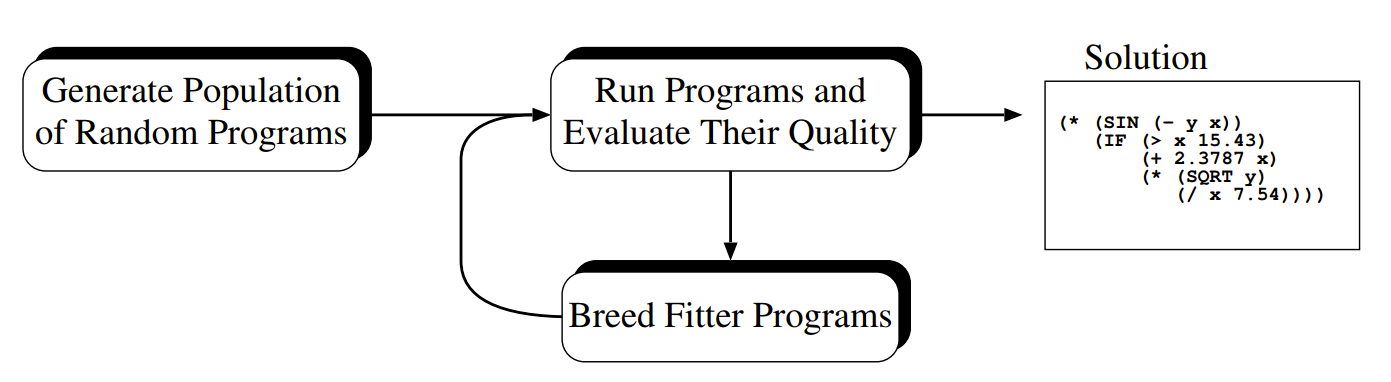 Generate Population
of Random Programs
Run Programs and
Evaluate Their Quality
Breed Fitter Programs
Solution
(* (SIN (- y x))
(IF (> x 15.43)
(+ 2.3787 x)
(* (SQRT y)
(/ x 7.54))))